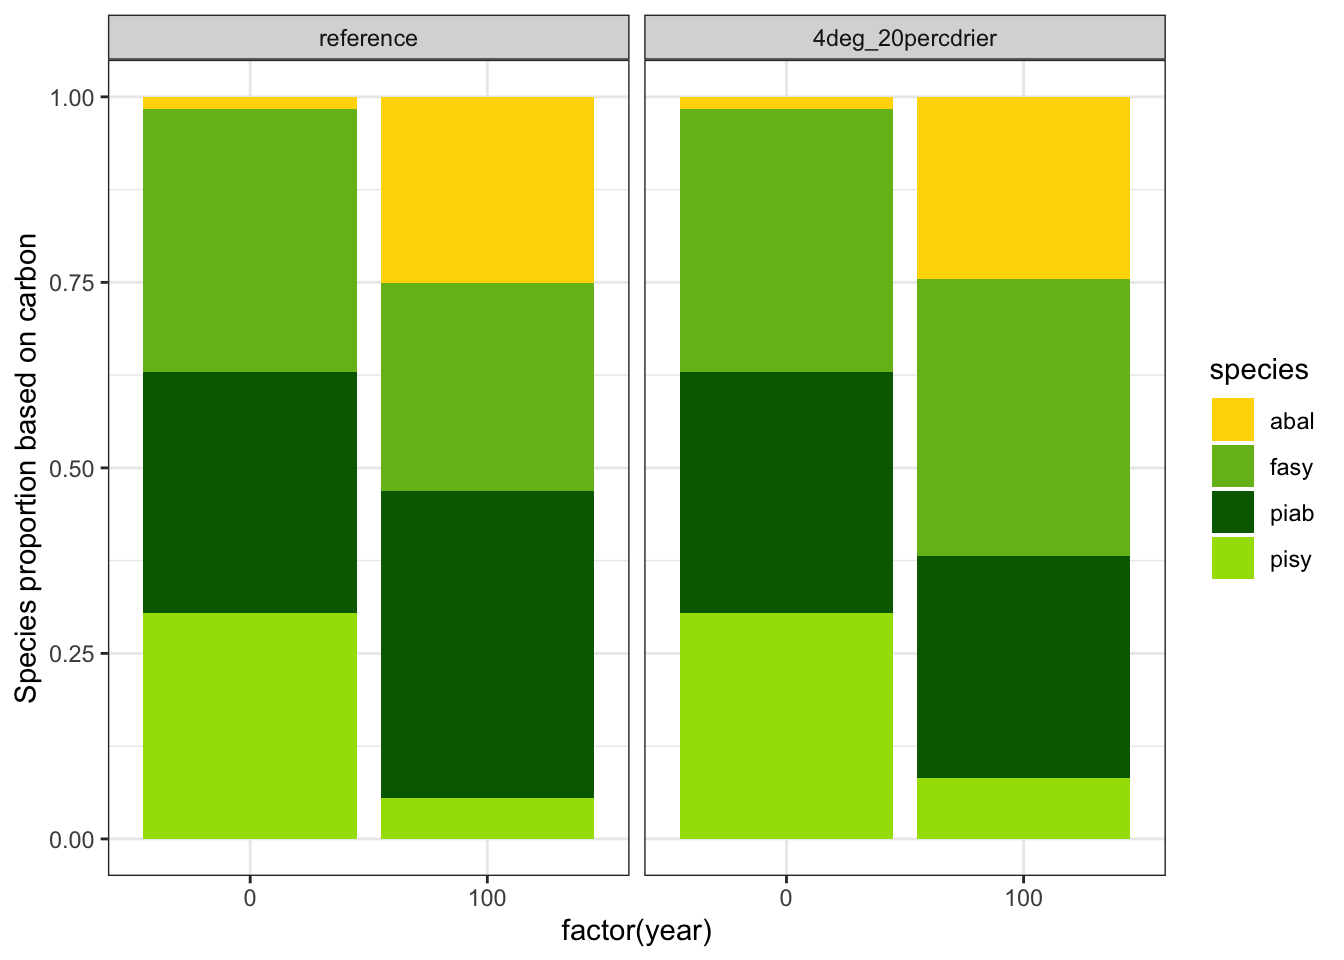 reference
4deg_20percdrier
1.00
0.75
0.50
0.25
0.00
Species proportion based on carbon
0
100
0
100
factor(year)
species
abal
fasy
piab
pisy